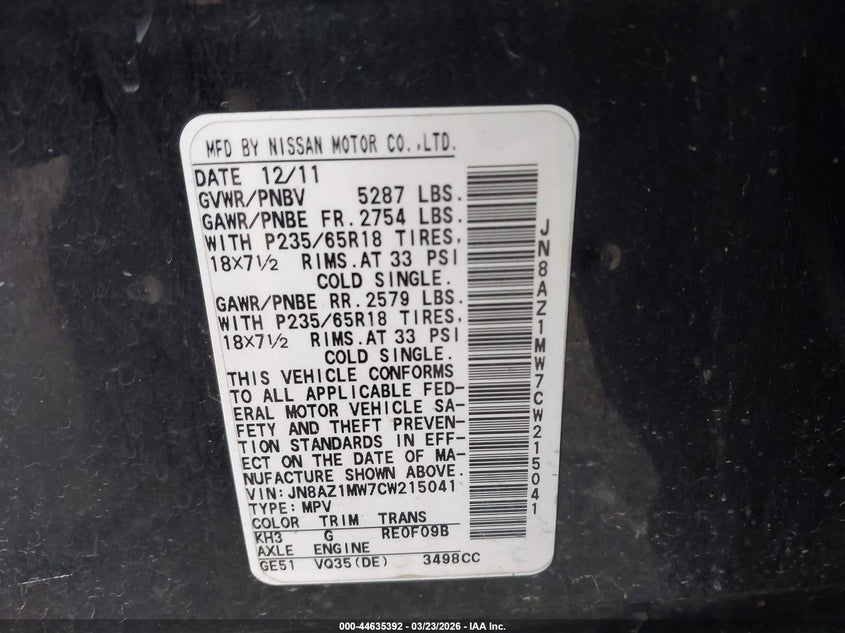 MFD BY NISSAN MOTOR CO.,LTD.
DATE 12/11
GVWR/PNBV 5287 LBS.
GAWR/PNBE FR. 2754 LBS.
WITH P235/65R18 TIRES,
18X7½ RIMS.AT 33 PSI
COLD SINGLE.
GAWR/PNBE RR. 2579 LBS.
WITH P235/65R18 TIRES,
18X7½ RIMS.AT 33 PSI
COLD SINGLE.
THIS VEHICLE CONFORMS
TO ALL APPLICABLE FED-
ERAL MOTOR VEHICLE SA-
FETY AND THEFT PREVEN-
TION STANDARDS IN EFF-
ECT ON THE DATE OF MA-
NUFACTURE SHOWN ABOVE.
VIN:JN8AZ1MW7CW215041
TYPE:MPV
COLOR TRIM TRANS
KH3 G RE0F09B
AXLE ENGINE
GE51 VQ35(DE) 3498CC
JN8AZ1MW7CW215041
000-44635392 - 03/23/2026 - IAA Inc.